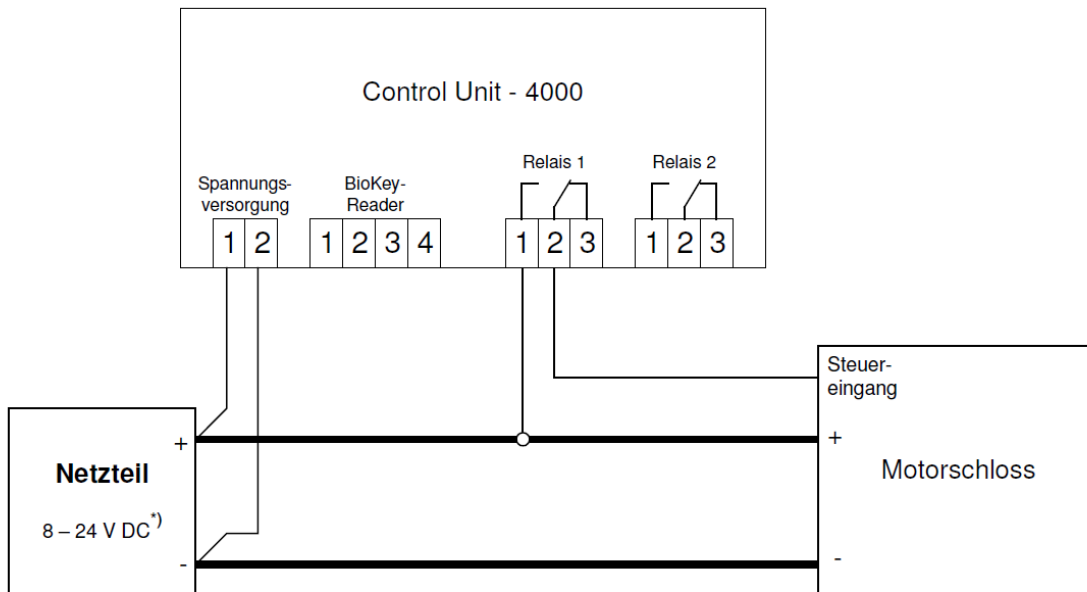 Control Unit - 4000
Relais 1
Relais 2
Spannungs-
versorgung
BioKey-
Reader
1 2
1 2 3 4
1 2 3
1 2 3
Steuer-
eingang
+
+
Netzteil
Motorschloss
8 – 24 V DC*)
-
-